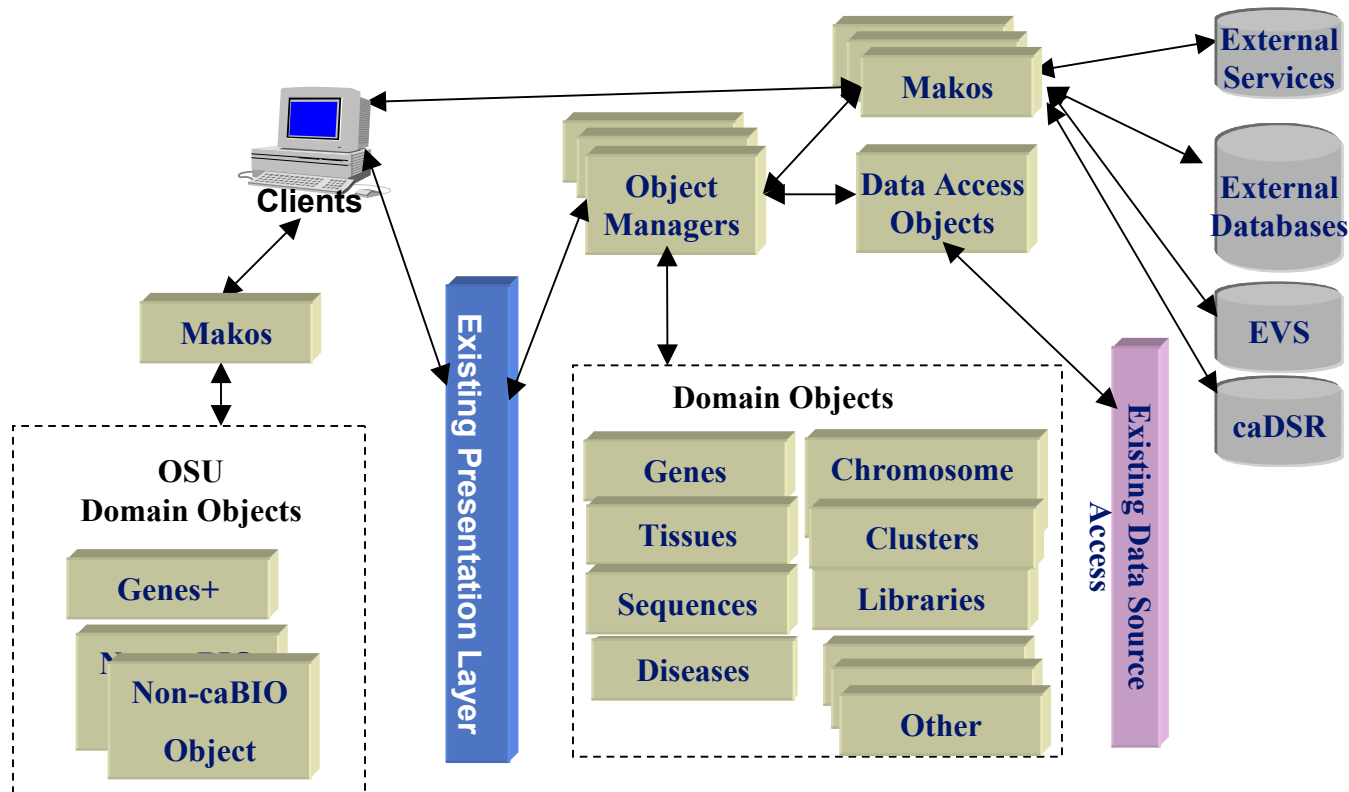 Makos
External
Services
Clients
Object
Managers
Data Access
Objects
External
Databases
Makos
EVS
caDSR
Existing Presentation Layer
Existing Data Source
Access
OSU
Domain Objects
Genes+
Non-caBIO
Object
Domain Objects
Genes
Chromosome
Tissues
Clusters
Sequences
Libraries
Diseases
Other